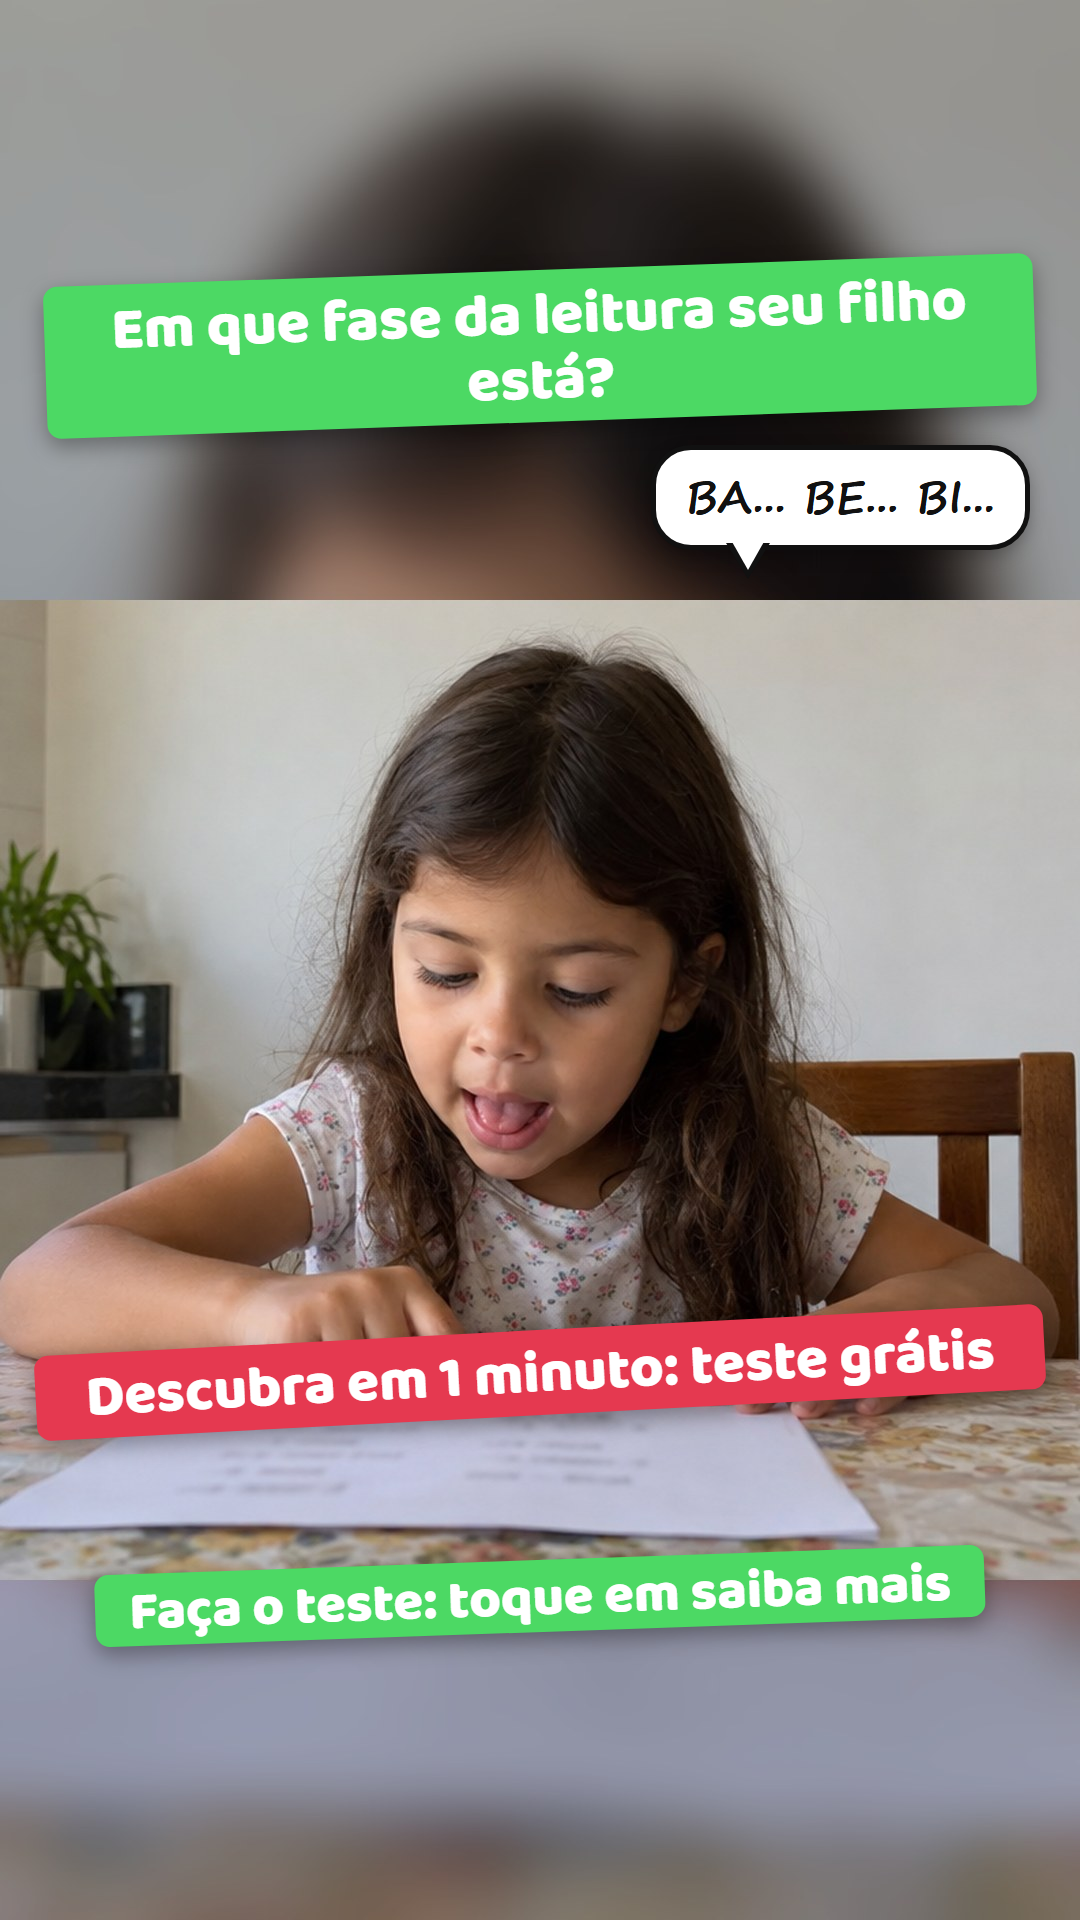 Em que fase da leitura seu filho
está?
BA... BE... BI...
Descubra em 1 minuto: teste grátis
Faça o teste: toque em saiba mais